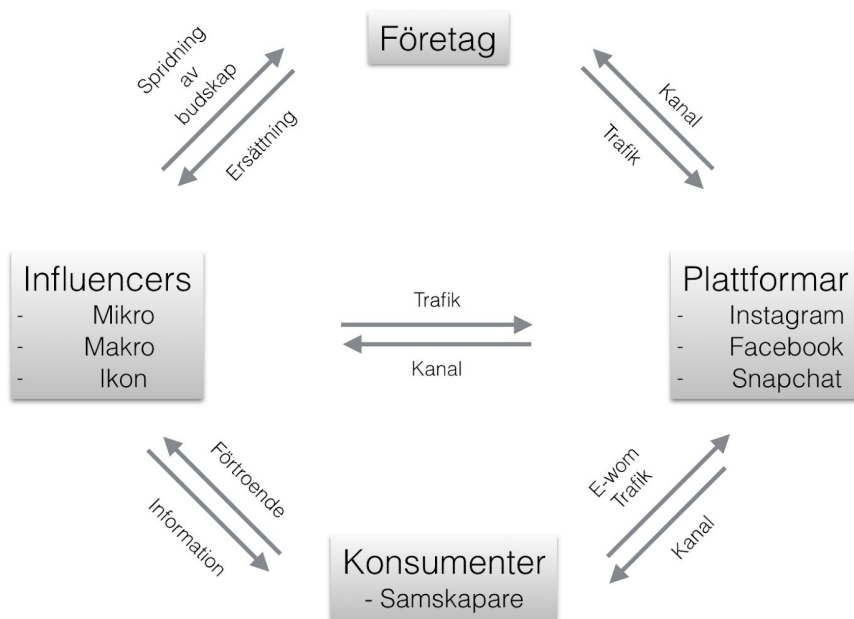 Företag
Spridning
av
budskap
Ersättning
Kanal
Trafik
Influencers
- Mikro
- Makro
- Ikon
Trafik
Kanal
Plattformar
- Instagram
- Facebook
- Snapchat
Förtroende
Information
E-wom
Trafik
Kanal
Konsumenter
- Samskapare